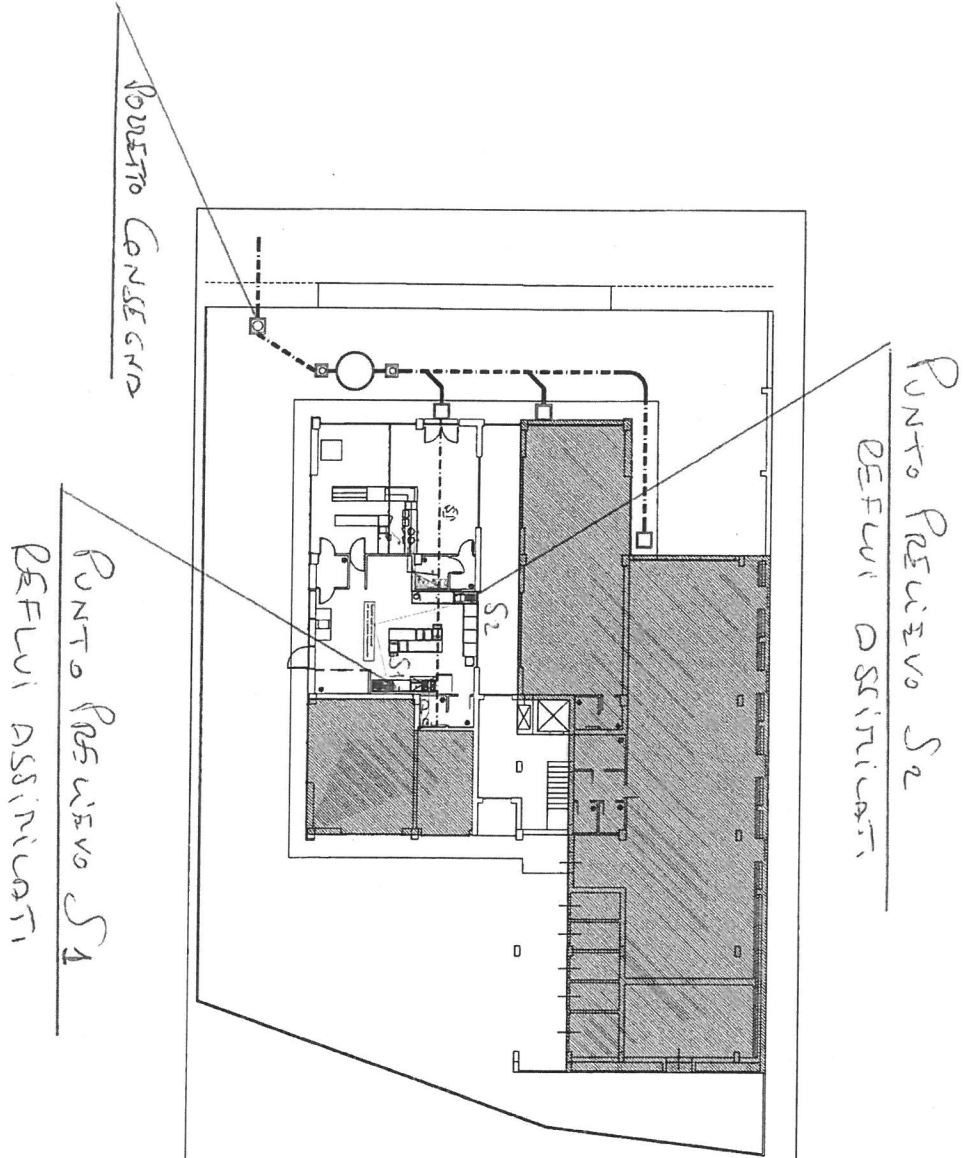 POZZETTO CONSEGNA
PUNTO PRELIEVO S2
REFLUI ASSIMILATI
PUNTO PRELIEVO S1
REFLUI ASSIMILATI
S2
S1